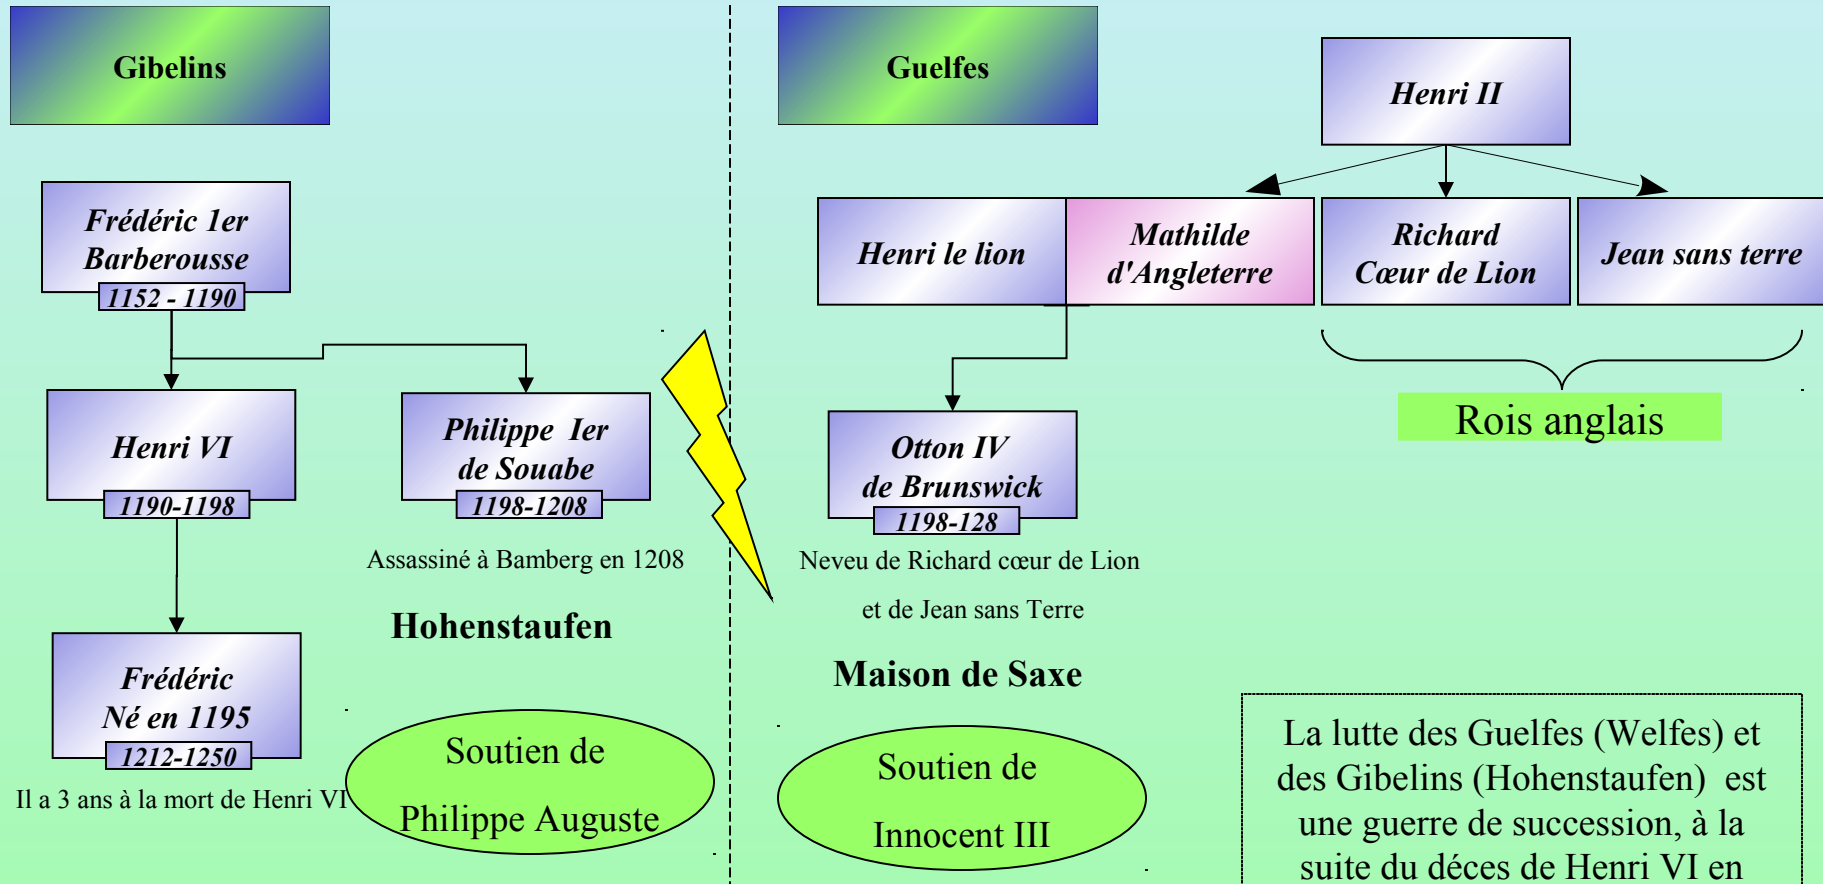 Gibelins
Frédéric 1er
Barberousse
1152 - 1190
Henri VI
1190-1198
Philippe Ier
de Souabe
1198-1208
Assassiné à Bamberg en 1208
Hohenstaufen
Frédéric
Né en 1195
1212-1250
Il a 3 ans à la mort de Henri VI
Soutien de
Philippe Auguste
Guelfes
Henri II
Henri le lion
Mathilde
d'Angleterre
Richard
Cœur de Lion
Jean sans terre
Rois anglais
Otton IV
de Brunswick
1198-128
Neveu de Richard cœur de Lion
et de Jean sans Terre
Maison de Saxe
Soutien de
Innocent III
La lutte des Guelfes (Welfes) et
des Gibelins (Hohenstaufen) est
une guerre de succession, à la
suite du déces de Henri VI en